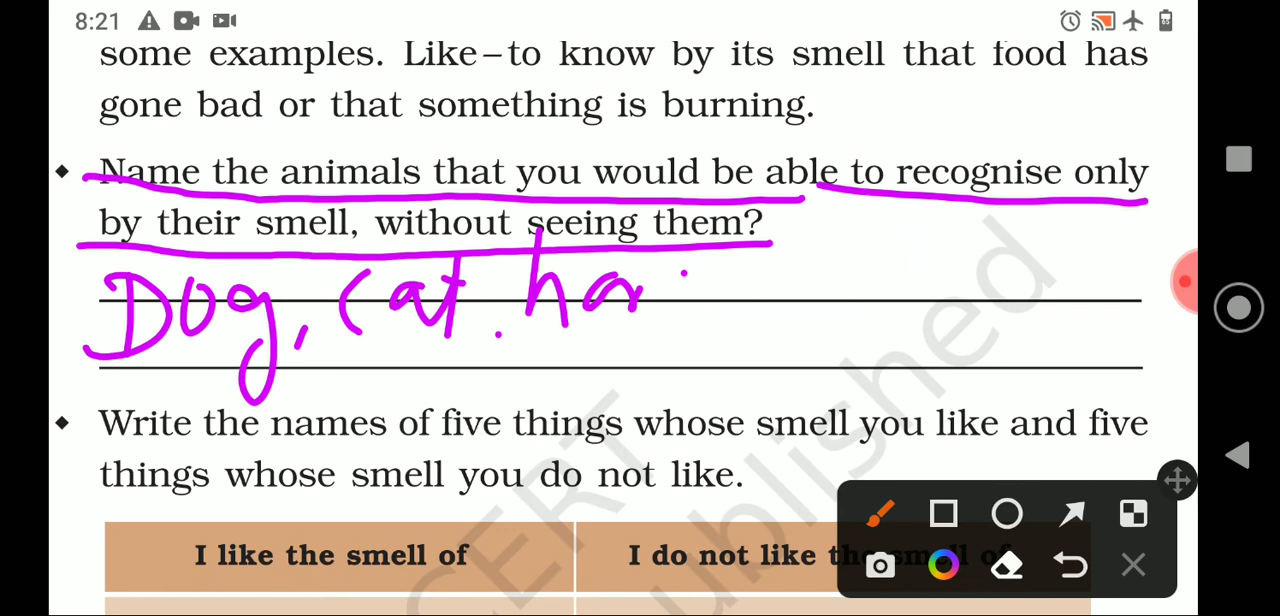 8:21
some examples. Like – to know by its smell that food has
gone bad or that something is burning.
◆ Name the animals that you would be able to recognise only
by their smell, without seeing them?
Dog, Cat. ha
◆ Write the names of five things whose smell you like and five
things whose smell you do not like.
I like the smell of
I do not like the smell of